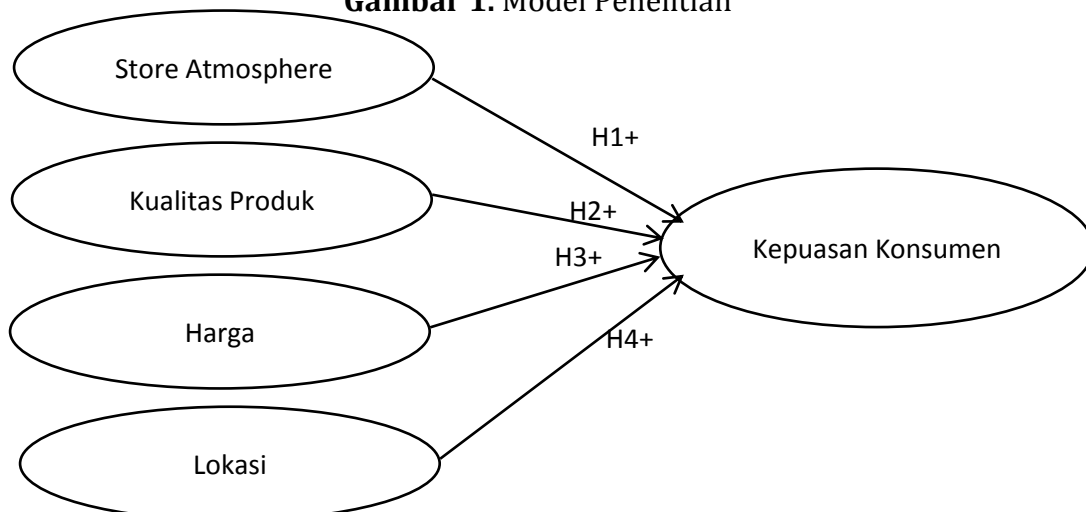 Gambar 1. Model Penelitian
Store Atmosphere
H1+
Kualitas Produk
H2+
Kepuasan Konsumen
H3+
Harga
H4+
Lokasi